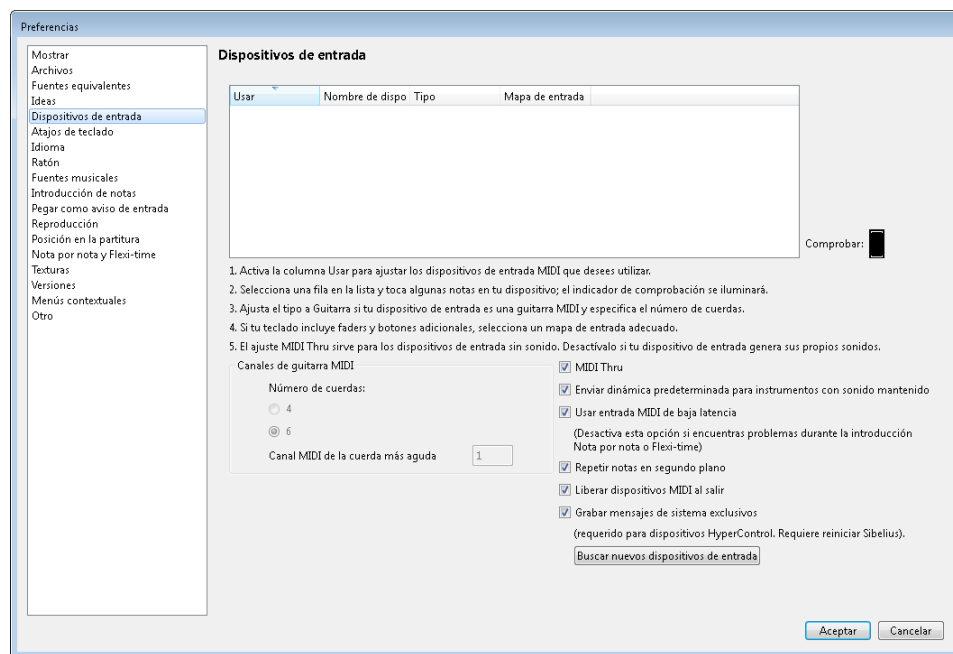 Preferencias
Mostrar
Archivos
Fuentes equivalentes
Ideas
Dispositivos de entrada
Atajos de teclado
Idioma
Ratón
Fuentes musicales
Introducción de notas
Pegar como aviso de entrada
Reproducción
Posición en la partitura
Nota por nota y Flexi-time
Texturas
Versiones
Menús contextuales
Otro
Dispositivos de entrada
Usar Nombre de dispo Tipo Mapa de entrada
Comprobar:
1. Activa la columna Usar para ajustar los dispositivos de entrada MIDI que desees utilizar.
2. Selecciona una fila en la lista y toca algunas notas en tu dispositivo; el indicador de comprobación se iluminará.
3. Ajusta el tipo a Guitarra si tu dispositivo de entrada es una guitarra MIDI y especifica el número de cuerdas.
4. Si tu teclado incluye faders y botones adicionales, selecciona un mapa de entrada adecuado.
5. El ajuste MIDI Thru sirve para los dispositivos de entrada sin sonido. Desactívalo si tu dispositivo de entrada genera sus propios sonidos.
Canales de guitarra MIDI
Número de cuerdas:
4
6
Canal MIDI de la cuerda más aguda 1
MIDI Thru
Enviar dinámica predeterminada para instrumentos con sonido mantenido
Usar entrada MIDI de baja latencia
(Desactiva esta opción si encuentras problemas durante la introducción
Nota por nota o Flexi-time)
Repetir notas en segundo plano
Liberar dispositivos MIDI al salir
Grabar mensajes de sistema exclusivos
(requerido para dispositivos HyperControl. Requiere reiniciar Sibelius).
Buscar nuevos dispositivos de entrada
Aceptar Cancelar